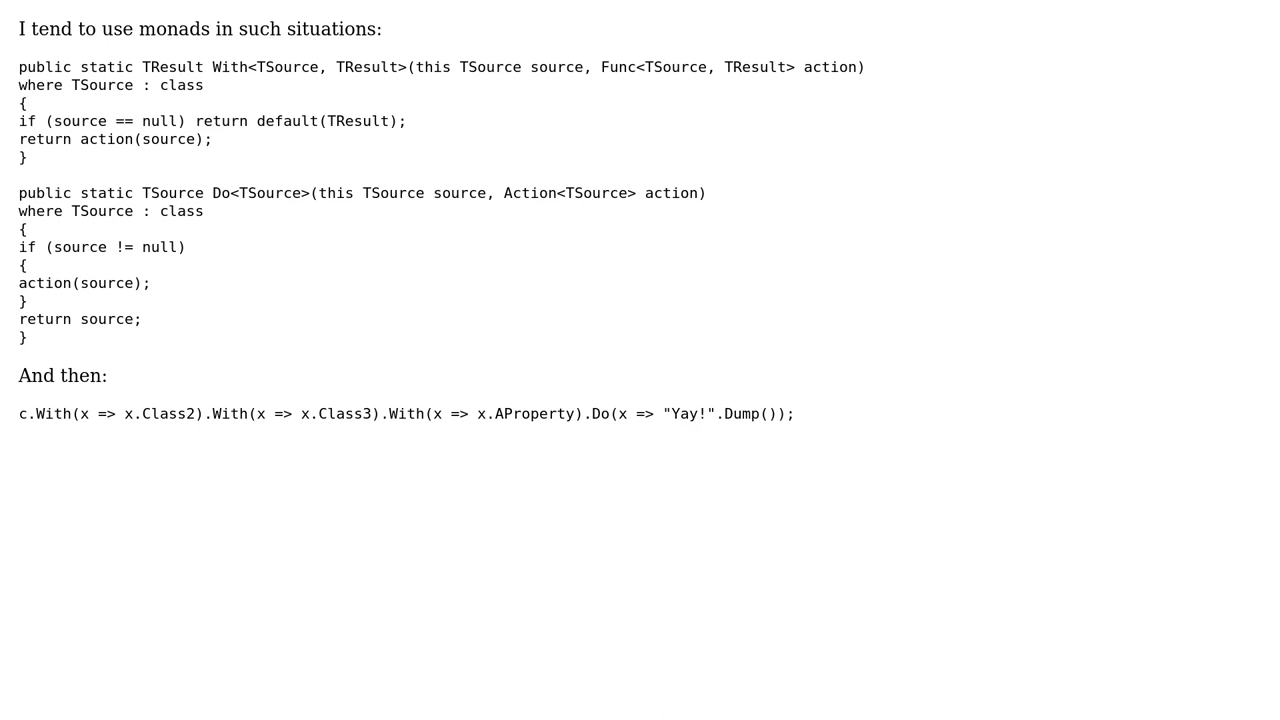 I tend to use monads in such situations:
public static TResult With<TSource, TResult>(this TSource source, Func<TSource, TResult> action)
where TSource : class
{
if (source == null) return default(TResult);
return action(source);
}
public static TSource Do<TSource>(this TSource source, Action<TSource> action)
where TSource : class
{
if (source != null)
{
action(source);
}
return source;
}
And then:
c.With(x => x.Class2).With(x => x.Class3).With(x => x.AProperty).Do(x => "Yay!".Dump());